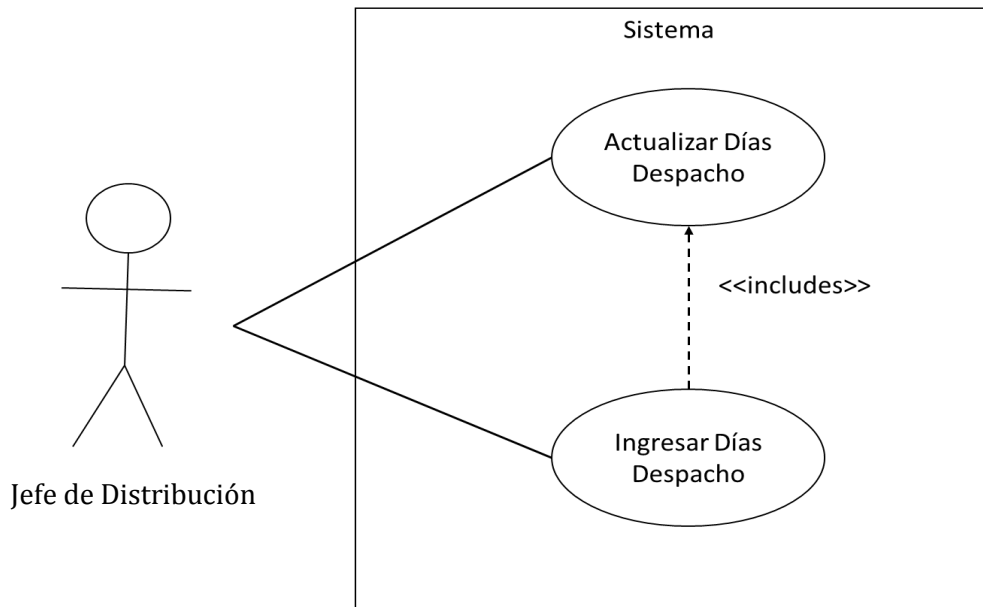 Sistema
Actualizar Días
Despacho
<<includes>>
Ingresar Días
Despacho
Jefe de Distribución